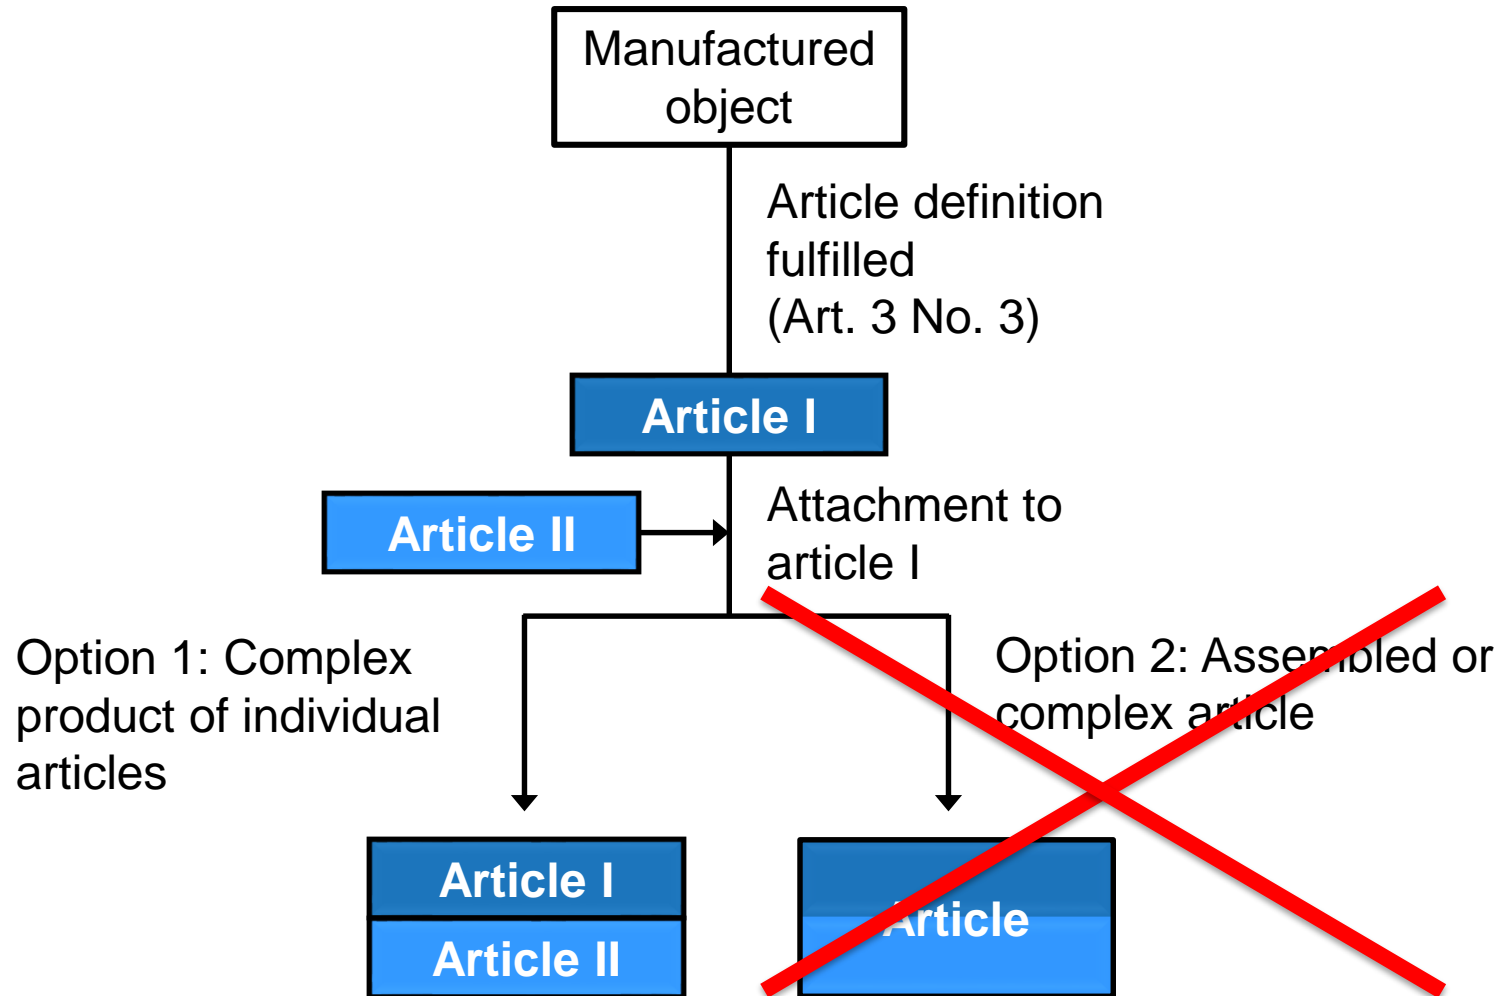 Manufactured
object
Article definition
fulfilled
(Art. 3 No. 3)
Article I
Article II
Attachment to
article I
Option 1: Complex
product of individual
articles
Option 2: Assembled or
complex article
Article I
Article II
Article